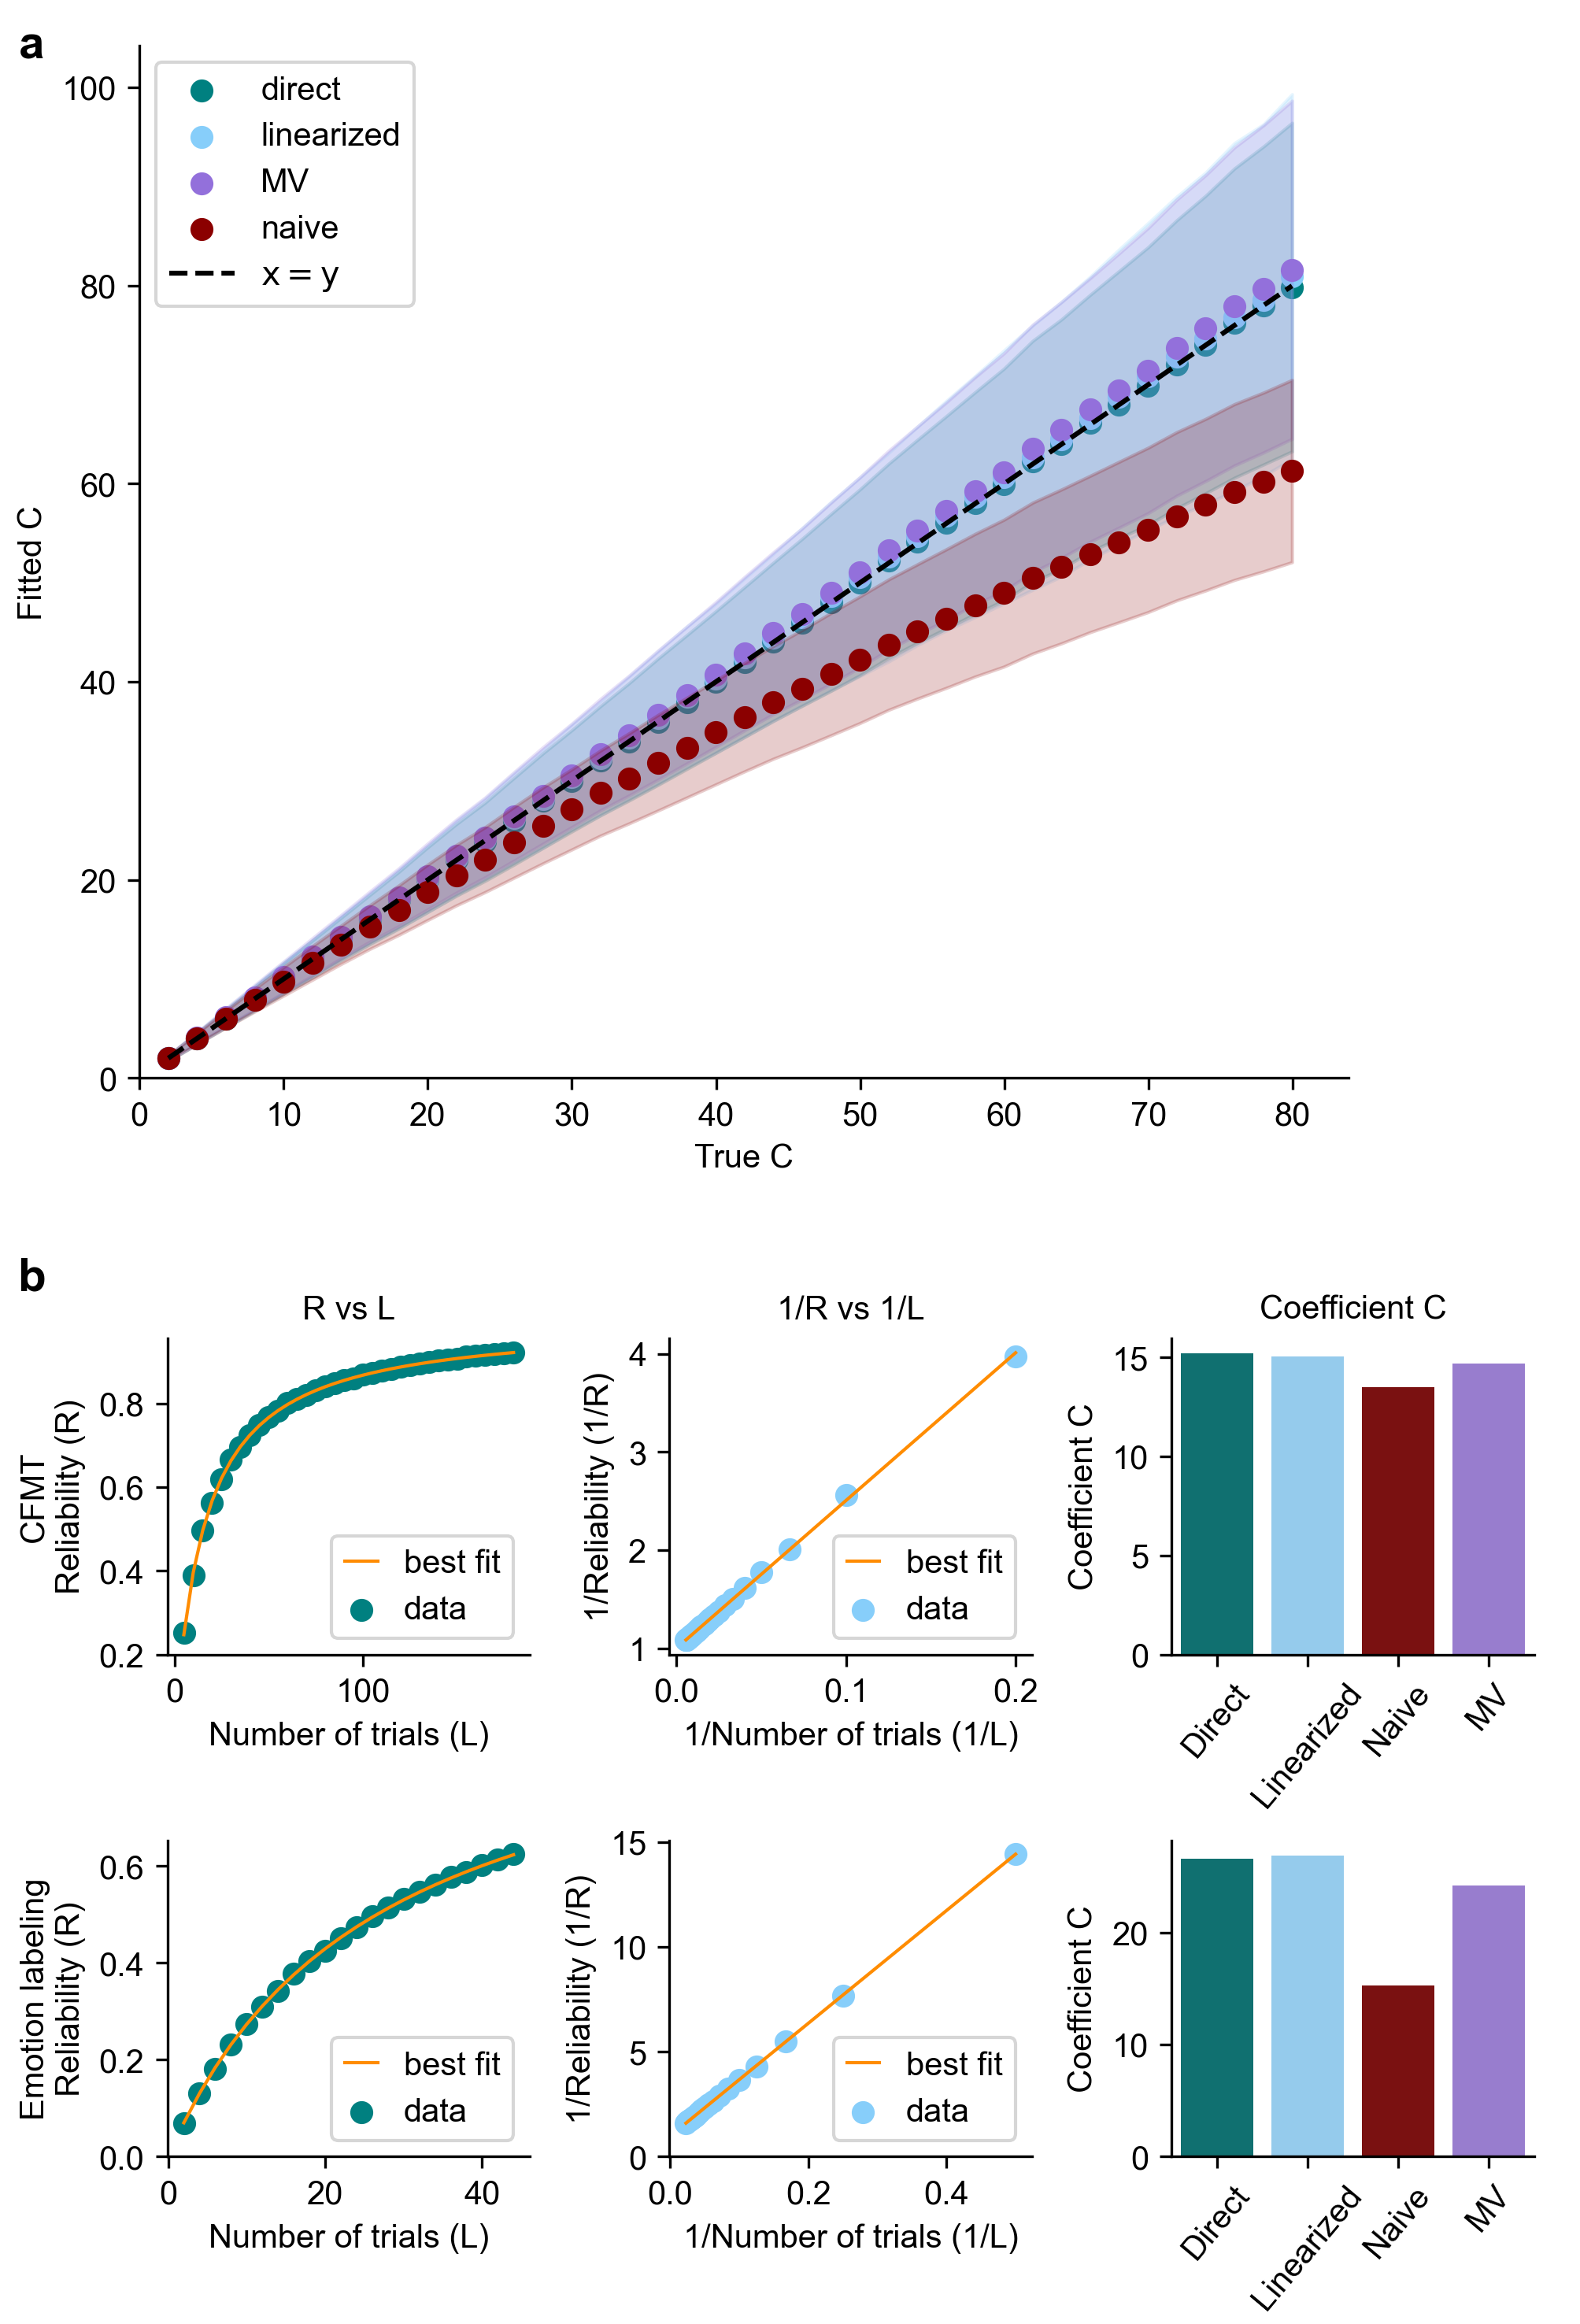 a
direct
linearized
MV
naive
x = y
100
80
60
40
20
0
Fitted C
0 10 20 30 40 50 60 70 80
True C
b
R vs L
0.8
0.6
0.4
0.2
CFMT
Reliability (R)
best fit
data
0 100
Number of trials (L)
1/R vs 1/L
4
3
2
1
1/Reliability (1/R)
best fit
data
0.0 0.1 0.2
1/Number of trials (1/L)
Coefficient C
15
10
5
0
Coefficient C
Direct
Linearized
Naive
MV
0.6
0.4
0.2
0.0
Emotion labeling
Reliability (R)
best fit
data
0 20 40
Number of trials (L)
15
10
5
0
1/Reliability (1/R)
best fit
data
0.0 0.2 0.4
1/Number of trials (1/L)
20
10
0
Coefficient C
Direct
Linearized
Naive
MV